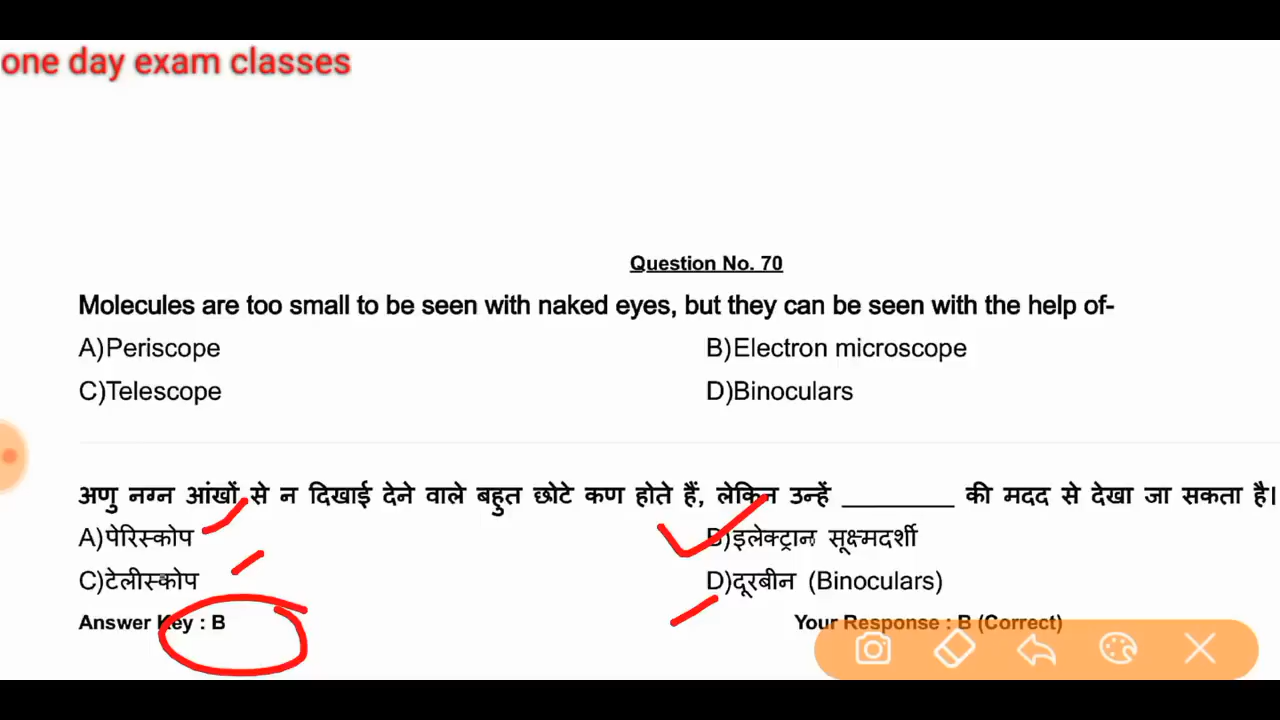 one day exam classes
Question No. 70
Molecules are too small to be seen with naked eyes, but they can be seen with the help of-
A)Periscope B)Electron microscope
C)Telescope D)Binoculars
अणु नग्न आंखों से न दिखाई देने वाले बहुत छोटे कण होते हैं, लेकिन उन्हें ________ की मदद से देखा जा सकता है।
A)पेरिस्कोप B)इलेक्ट्रान सूक्ष्मदर्शी
C)टेलीस्कोप D)दूरबीन (Binoculars)
Answer Key : B Your Response : B (Correct)